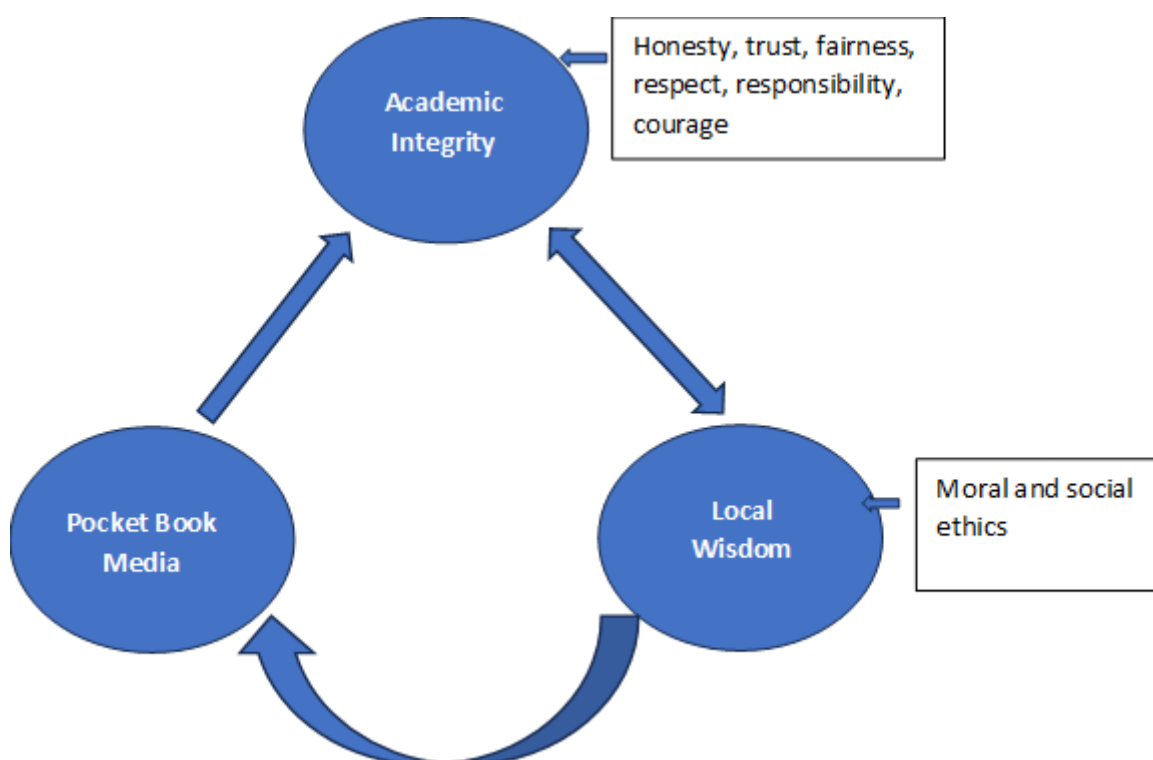 Academic
Integrity
Honesty, trust, fairness,
respect, responsibility,
courage
Pocket Book
Media
Local
Wisdom
Moral and social
ethics